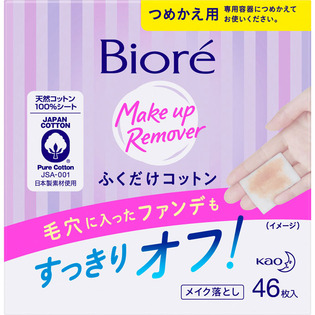 つめかえ用
専用容器につめかえて
お使いください。
Bioré
天然コットン
100%シート
JAPAN
COTTON
Pure Cotton
JSA-001
日本製素材使用
Make up
Remover
ふくだけコットン
毛穴に入ったファンデも
すっきりオフ!
(イメージ)
Kao
メイク落とし
46枚入